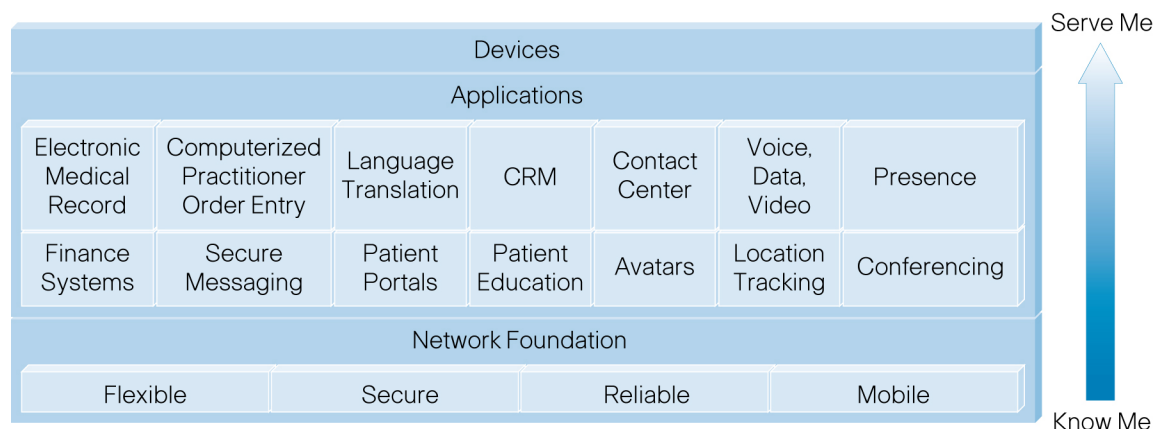 Serve Me
Devices
Applications
Electronic
Medical
Record
Computerized
Practitioner
Order Entry
Language
Translation
CRM
Contact
Center
Voice,
Data,
Video
Presence
Finance
Systems
Secure
Messaging
Patient
Portals
Patient
Education
Avatars
Location
Tracking
Conferencing
Network Foundation
Flexible
Secure
Reliable
Mobile
Know Me